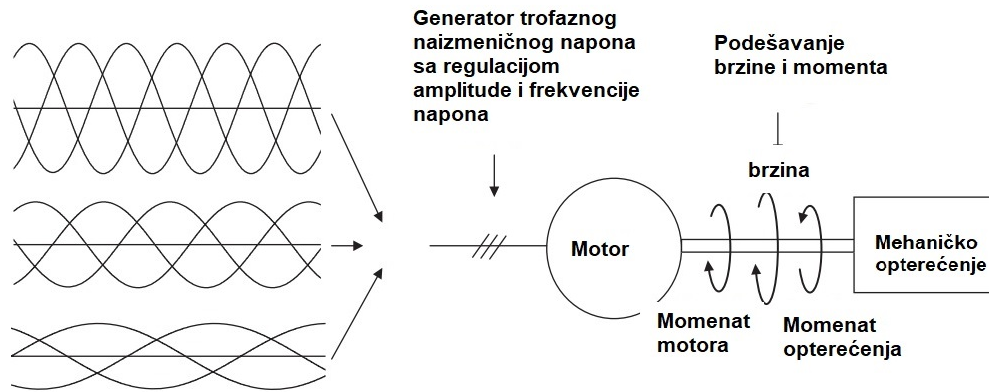 Generator trofaznog
naizmeničnog napona
sa regulacijom
amplitude i frekvencije
napona
Podešavanje
brzine i momenta
brzina
Motor
Mehaničko
opterećenje
Momenat
motora
Momenat
opterećenja